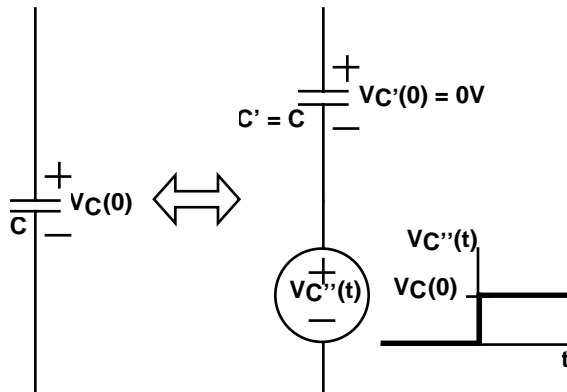 +
VC'(0) = 0V
C' = C
−
+
VC(0)
C
−
VC''(t)
+
VC''(t)
−
VC(0)
t